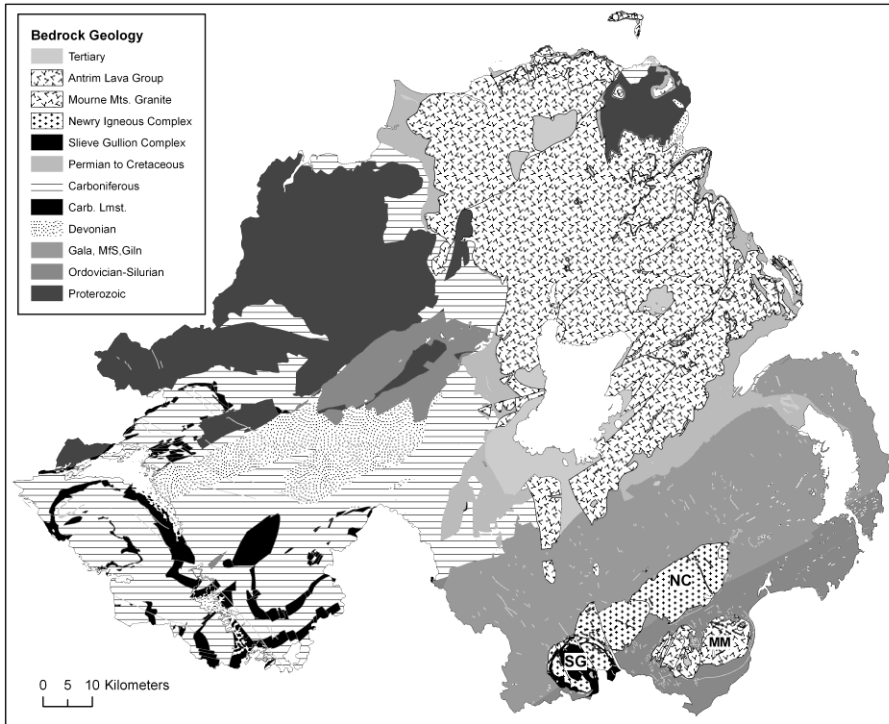 Bedrock Geology
Tertiary
Antrim Lava Group
Mourne Mts. Granite
Newry Igneous Complex
Slieve Gullion Complex
Permian to Cretaceous
Carboniferous
Carb. Lmst.
Devonian
Gala, MfS,Giln
Ordovician-Silurian
Proterozoic
NC
MM
SG
0 5 10 Kilometers